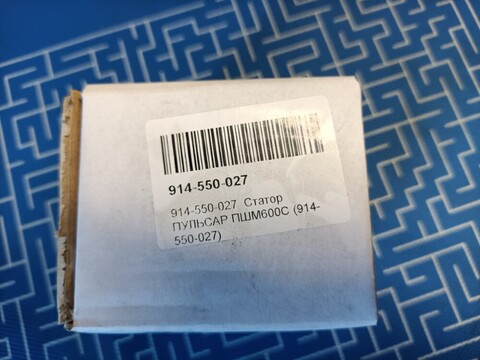 914-550-027
914-550-027 Статор
ПУЛЬСАР ПШМ600С (914-
550-027)